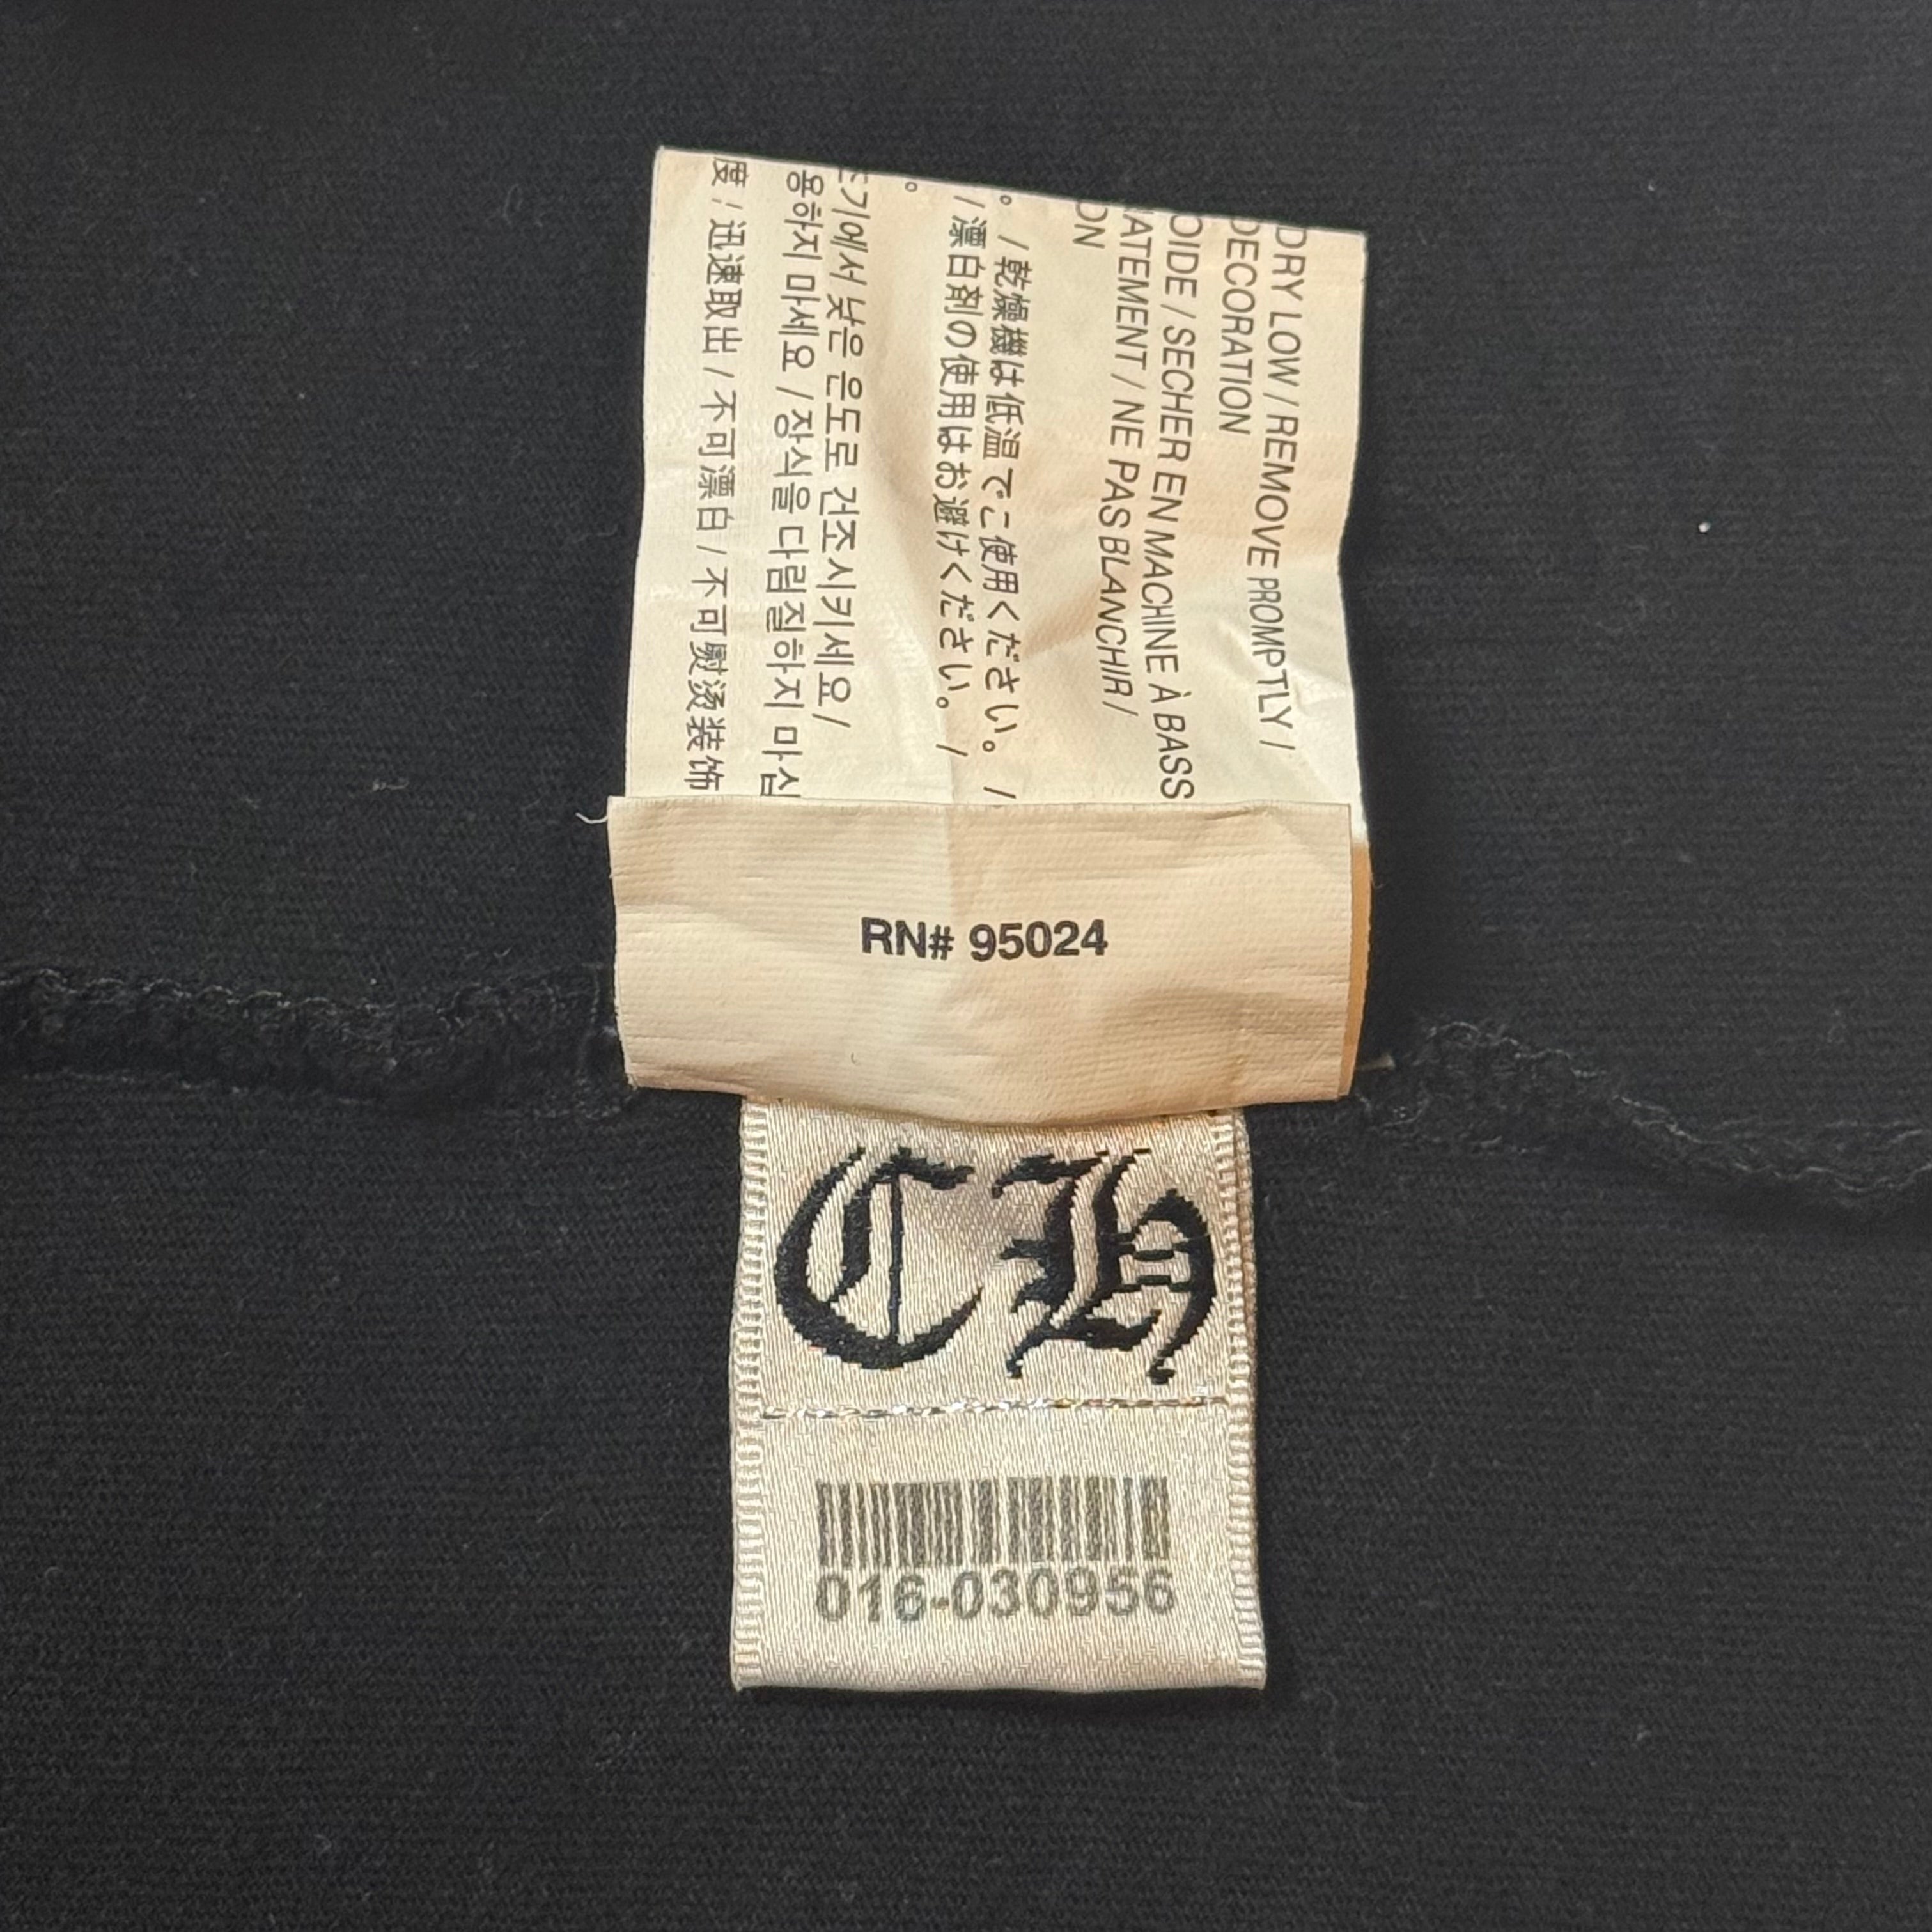 DRY LOW / REMOVE PROMPTLY /
DECORATION
OIDE / SECHER EN MACHINE À BASS
ATEMENT / NE PAS BLANCHIR /
ON
。 / 乾燥機は低温でご使用ください。 /
/ 漂白剤の使用はお避けください。 /
。
기에서 낮은 온도로 건조시키세요 /
용하지 마세요 / 장식을 다림질하지 마십
度 / 迅速取出 / 不可漂白 / 不可熨烫装饰
RN# 95024
CH
016-030956